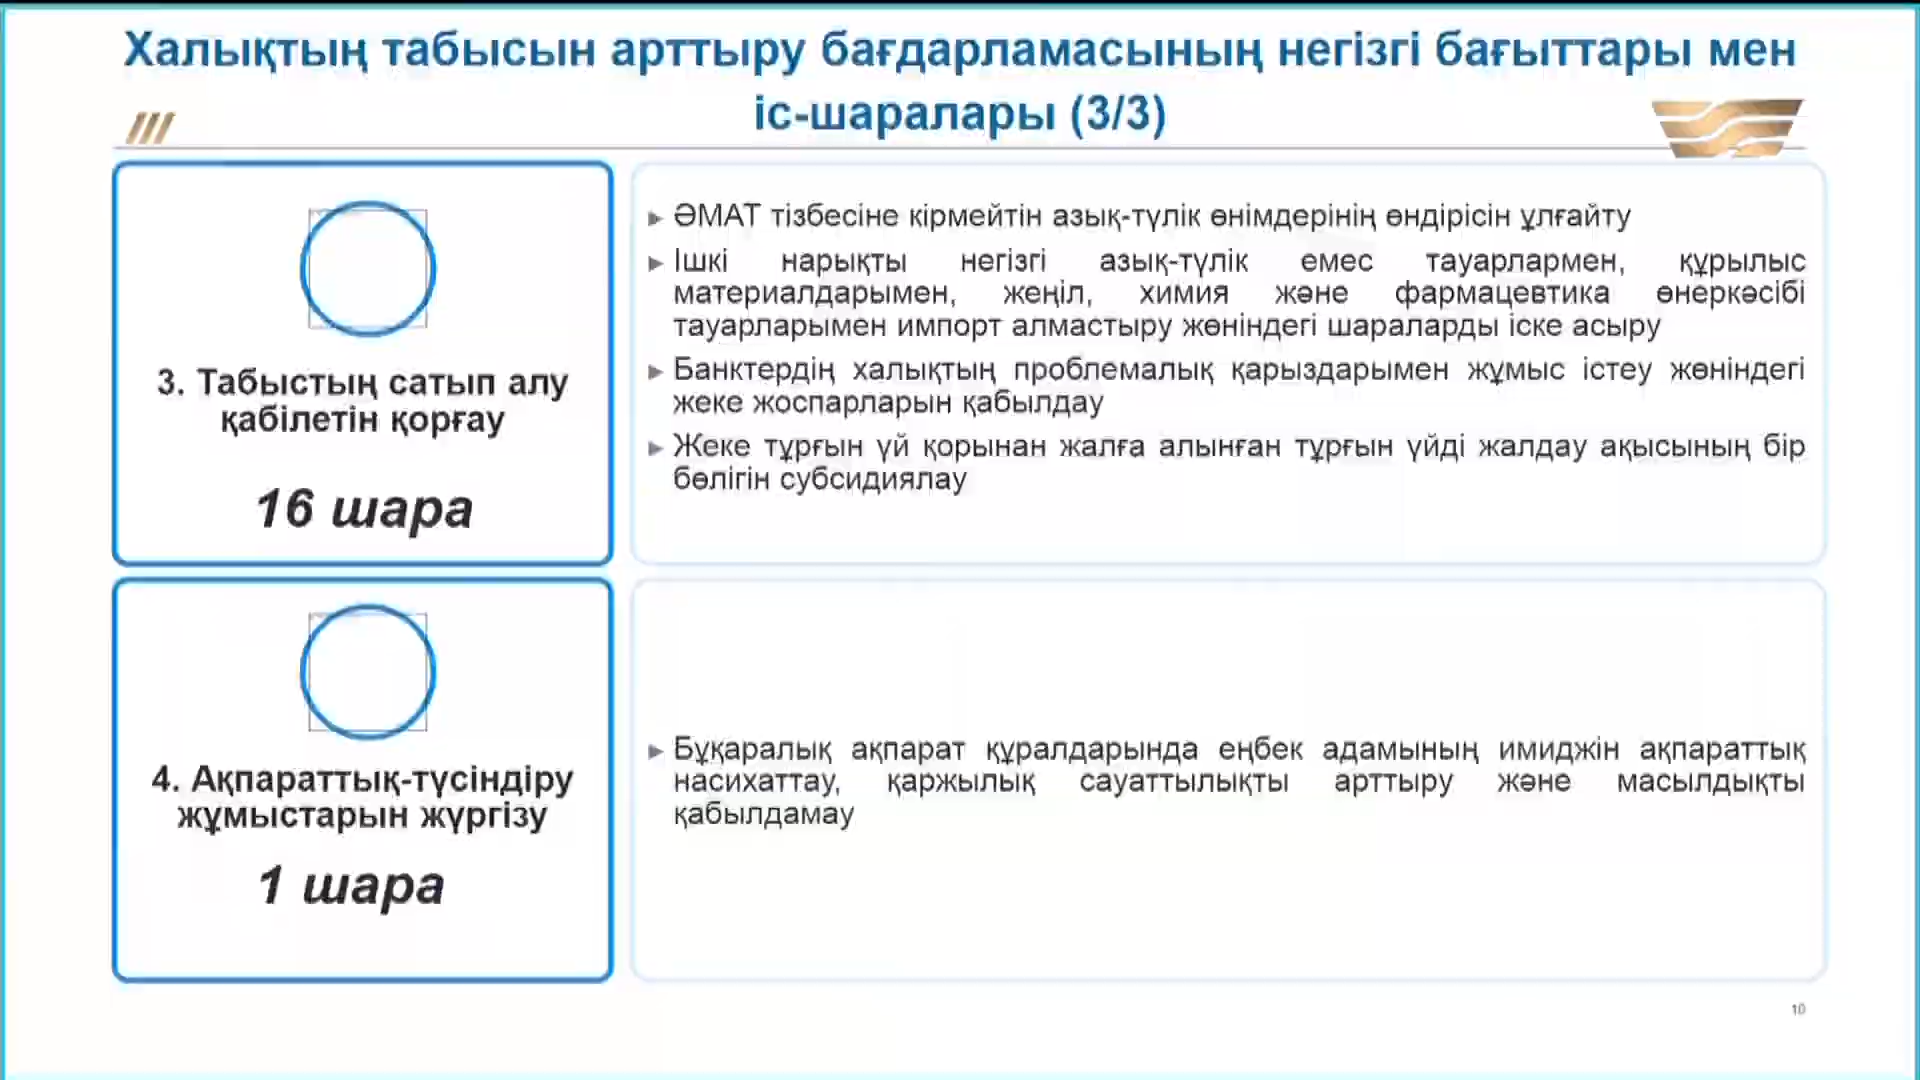 Халықтың табысын арттыру бағдарламасының негізгі бағыттары мен
іс-шаралары (3/3)
3. Табыстың сатып алу
қабілетін қорғау
16 шара
▸ ӘМАТ тізбесіне кірмейтін азық-түлік өнімдерінің өндірісін ұлғайту
▸ Ішкі нарықты негізгі азық-түлік емес тауарлармен, құрылыс
материалдарымен, жеңіл, химия және фармацевтика өнеркәсібі
тауарларымен импорт алмастыру жөніндегі шараларды іске асыру
▸ Банктердің халықтың проблемалық қарыздарымен жұмыс істеу жөніндегі
жеке жоспарларын қабылдау
▸ Жеке тұрғын үй қорынан жалға алынған тұрғын үйді жалдау ақысының бір
бөлігін субсидиялау
4. Ақпараттық-түсіндіру
жұмыстарын жүргізу
1 шара
▸ Бұқаралық ақпарат құралдарында еңбек адамының имиджін ақпараттық
насихаттау, қаржылық сауаттылықты арттыру және масылдықты
қабылдамау
10